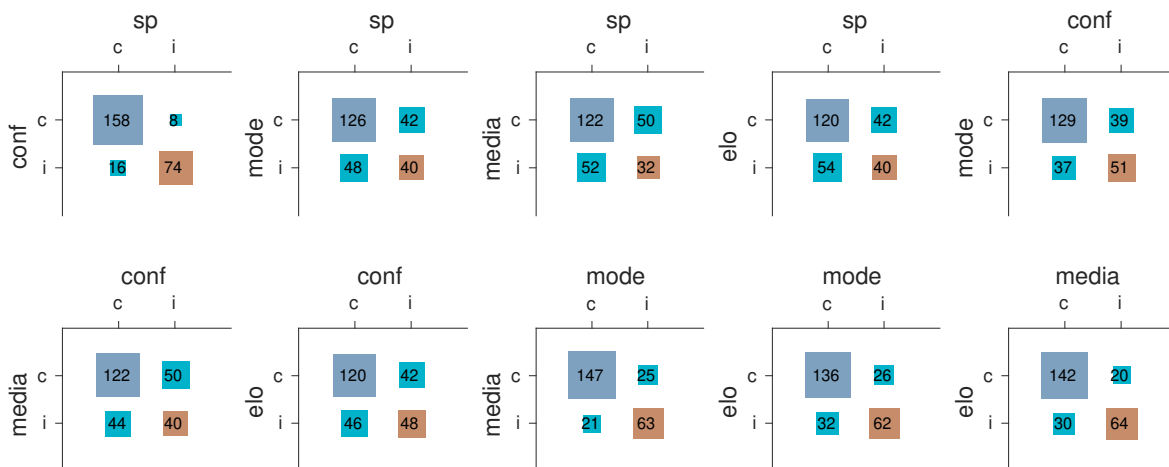 sp sp sp sp conf
c i c i c i c i c i
conf c 158 8 mode c 126 42 media c 122 50 elo c 120 42 mode c 129 39
i 16 74 i 48 40 i 52 32 i 54 40 i 37 51
conf conf mode mode media
c i c i c i c i c i
media c 122 50 elo c 120 42 media c 147 25 elo c 136 26 elo c 142 20
i 44 40 i 46 48 i 21 63 i 32 62 i 30 64